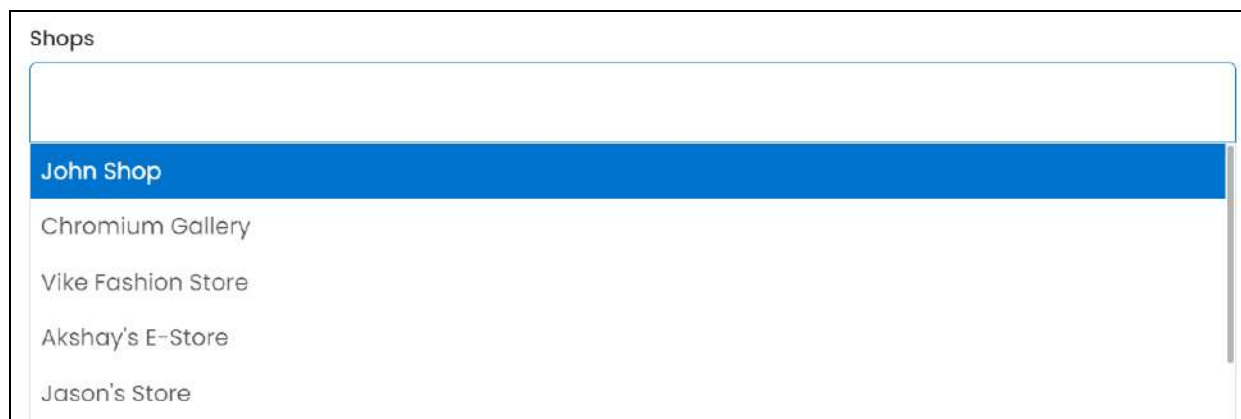 Shops
John Shop
Chromium Gallery
Vike Fashion Store
Akshay's E-Store
Jason's Store